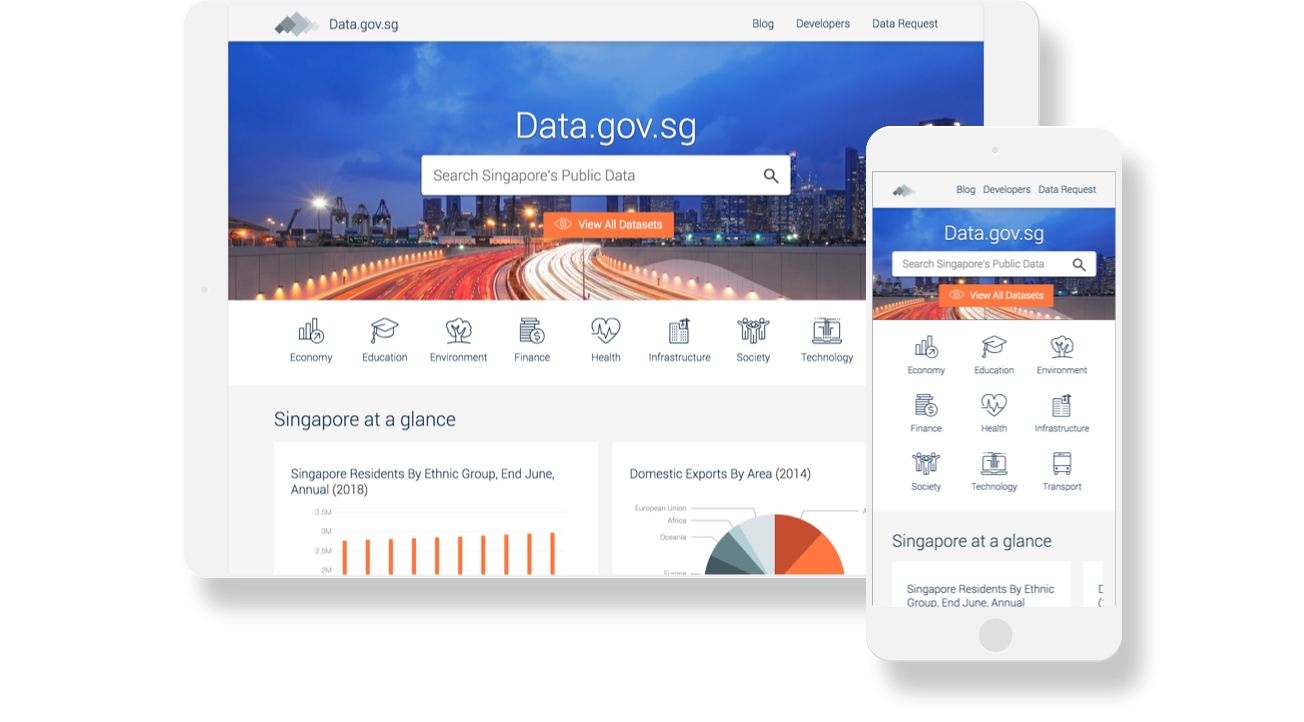 Data.gov.sg
Blog Developers Data Request
Data.gov.sg
Search Singapore's Public Data
View All Datasets
Economy Education Environment Finance Health Infrastructure Society Technology
Singapore at a glance
Singapore Residents By Ethnic Group, End June,
Annual (2018)
3.5M
3M
2.5M
2M
Domestic Exports By Area (2014)
European Union
Africa
Oceania
Europe
A
Blog Developers Data Request
Data.gov.sg
Search Singapore's Public Data
View All Datasets
Economy Education Environment
Finance Health Infrastructure
Society Technology Transport
Singapore at a glance
Singapore Residents By Ethnic
Group, End June, Annual
D